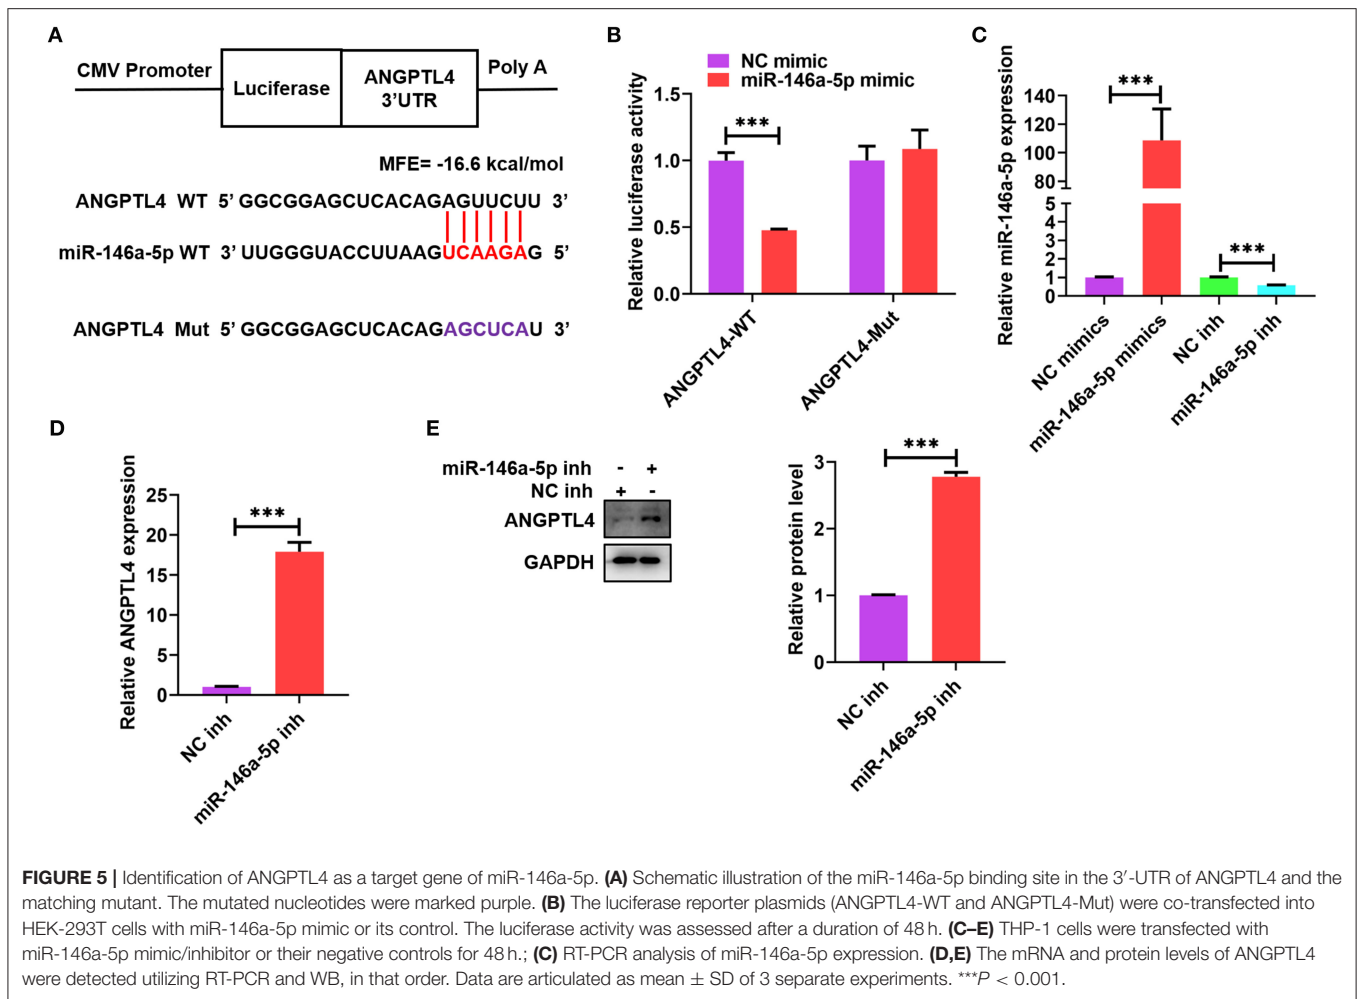 A
CMV Promoter
Luciferase
ANGPTL4
3'UTR
Poly A
MFE= -16.6 kcal/mol
ANGPTL4 WT 5' GGCGGAGCUCACAGAGUUCUU 3'
miR-146a-5p WT 3' UUGGGUACCUUAAGUCAAGAG 5'
ANGPTL4 Mut 5' GGCGGAGCUCACAGAGCUCAU 3'
B
NC mimic
miR-146a-5p mimic
Relative luciferase activity
1.5
1.0
0.5
0.0
***
ANGPTL4-WT
ANGPTL4-Mut
C
Relative miR-146a-5p expression
140
120
100
80
5
4
3
2
1
0
***
***
NC mimics
miR-146a-5p mimics
NC inh
miR-146a-5p inh
D
Relative ANGPTL4 expression
25
20
15
10
5
0
***
NC inh
miR-146a-5p inh
E
miR-146a-5p inh - +
NC inh + -
ANGPTL4
GAPDH
Relative protein level
3
2
1
0
***
NC inh
miR-146a-5p inh
FIGURE 5 | Identification of ANGPTL4 as a target gene of miR-146a-5p. (A) Schematic illustration of the miR-146a-5p binding site in the 3′-UTR of ANGPTL4 and the
matching mutant. The mutated nucleotides were marked purple. (B) The luciferase reporter plasmids (ANGPTL4-WT and ANGPTL4-Mut) were co-transfected into
HEK-293T cells with miR-146a-5p mimic or its control. The luciferase activity was assessed after a duration of 48 h. (C–E) THP-1 cells were transfected with
miR-146a-5p mimic/inhibitor or their negative controls for 48 h.; (C) RT-PCR analysis of miR-146a-5p expression. (D,E) The mRNA and protein levels of ANGPTL4
were detected utilizing RT-PCR and WB, in that order. Data are articulated as mean ± SD of 3 separate experiments. ***P < 0.001.